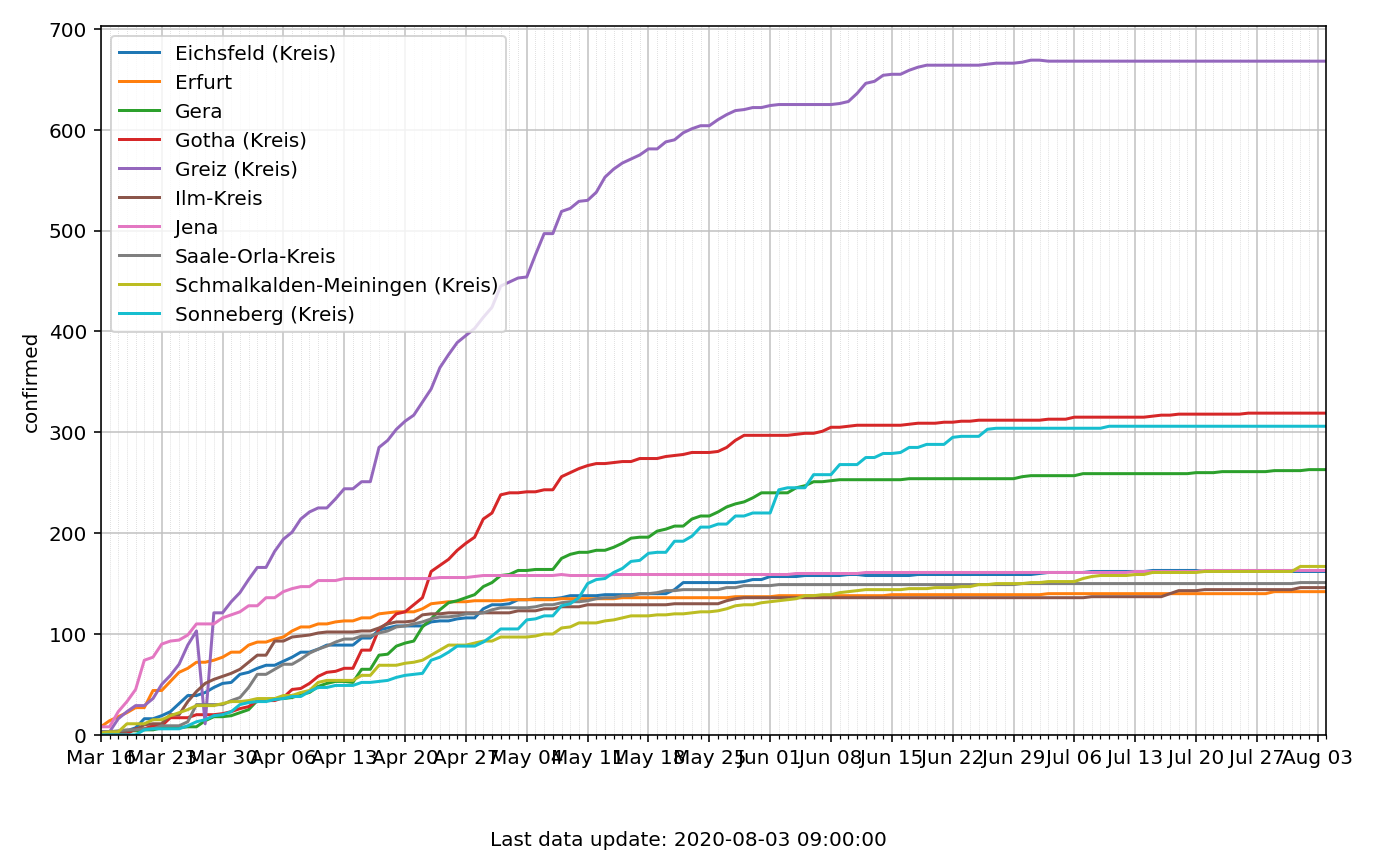 700
600
500
400
300
200
100
0
confirmed
Eichsfeld (Kreis)
Erfurt
Gera
Gotha (Kreis)
Greiz (Kreis)
Ilm-Kreis
Jena
Saale-Orla-Kreis
Schmalkalden-Meiningen (Kreis)
Sonneberg (Kreis)
Mar 16 Mar 23 Mar 30 Apr 06 Apr 13 Apr 20 Apr 27 May 04 May 11 May 18 May 25 Jun 01 Jun 08 Jun 15 Jun 22 Jun 29 Jul 06 Jul 13 Jul 20 Jul 27 Aug 03
Last data update: 2020-08-03 09:00:00